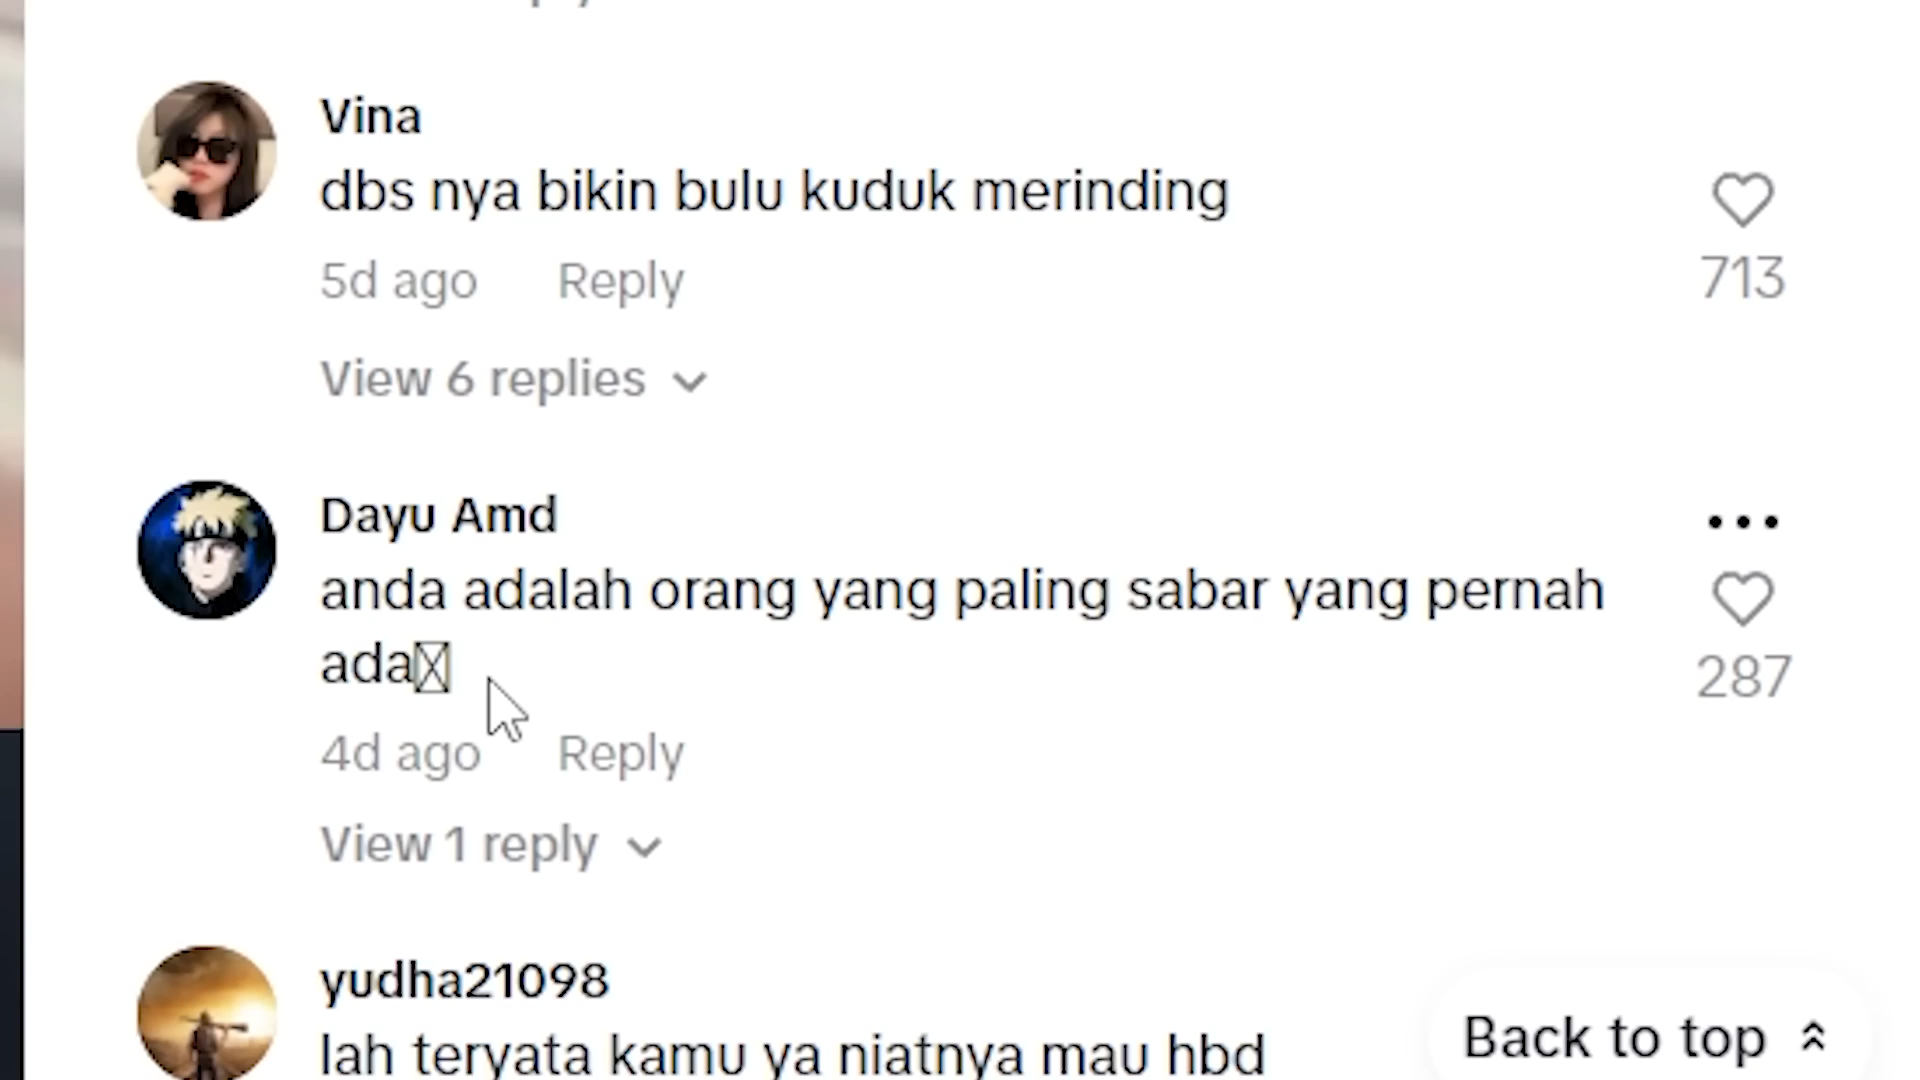 Vina
dbs nya bikin bulu kuduk merinding
713
5d ago Reply
View 6 replies
Dayu Amd
anda adalah orang yang paling sabar yang pernah
ada
287
4d ago Reply
View 1 reply
yudha21098
lah teryata kamu ya niatnya mau hbd
Back to top